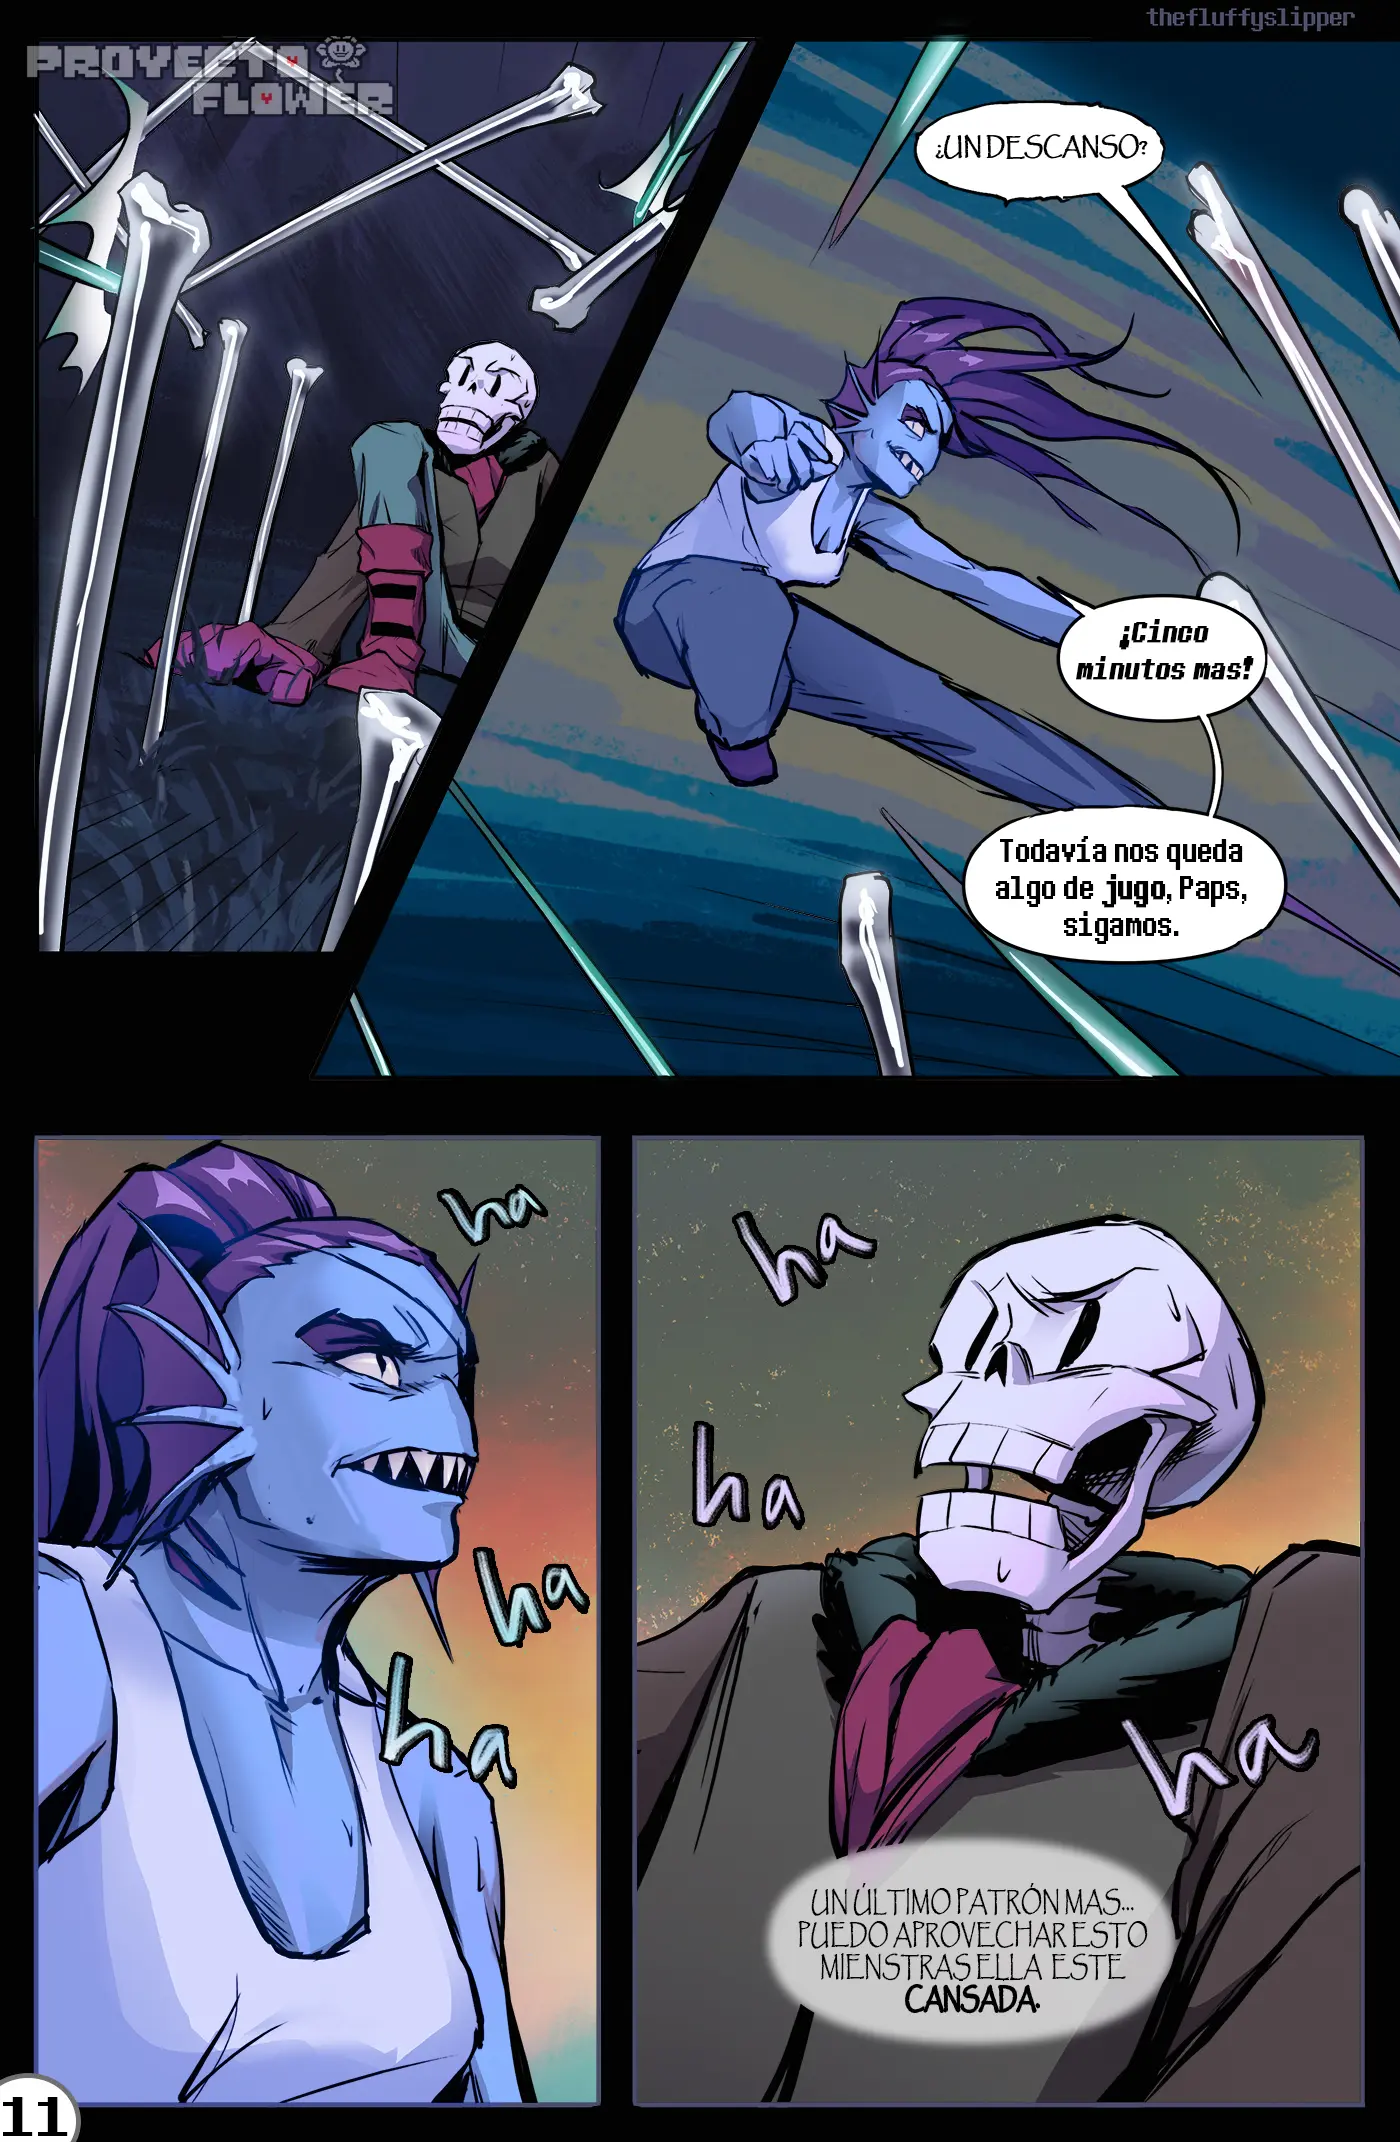 thefluffyslipper
PROYECTO
FLOWER
¿UN DESCANSO?
¡Cinco
minutos mas!
Todavía nos queda
algo de jugo, Paps,
sigamos.
ha
ha
ha
ha
ha
ha
UN ÚLTIMO PATRÓN MAS...
PUEDO APROVECHAR ESTO
MIENSTRAS ELLA ESTE
CANSADA.
11